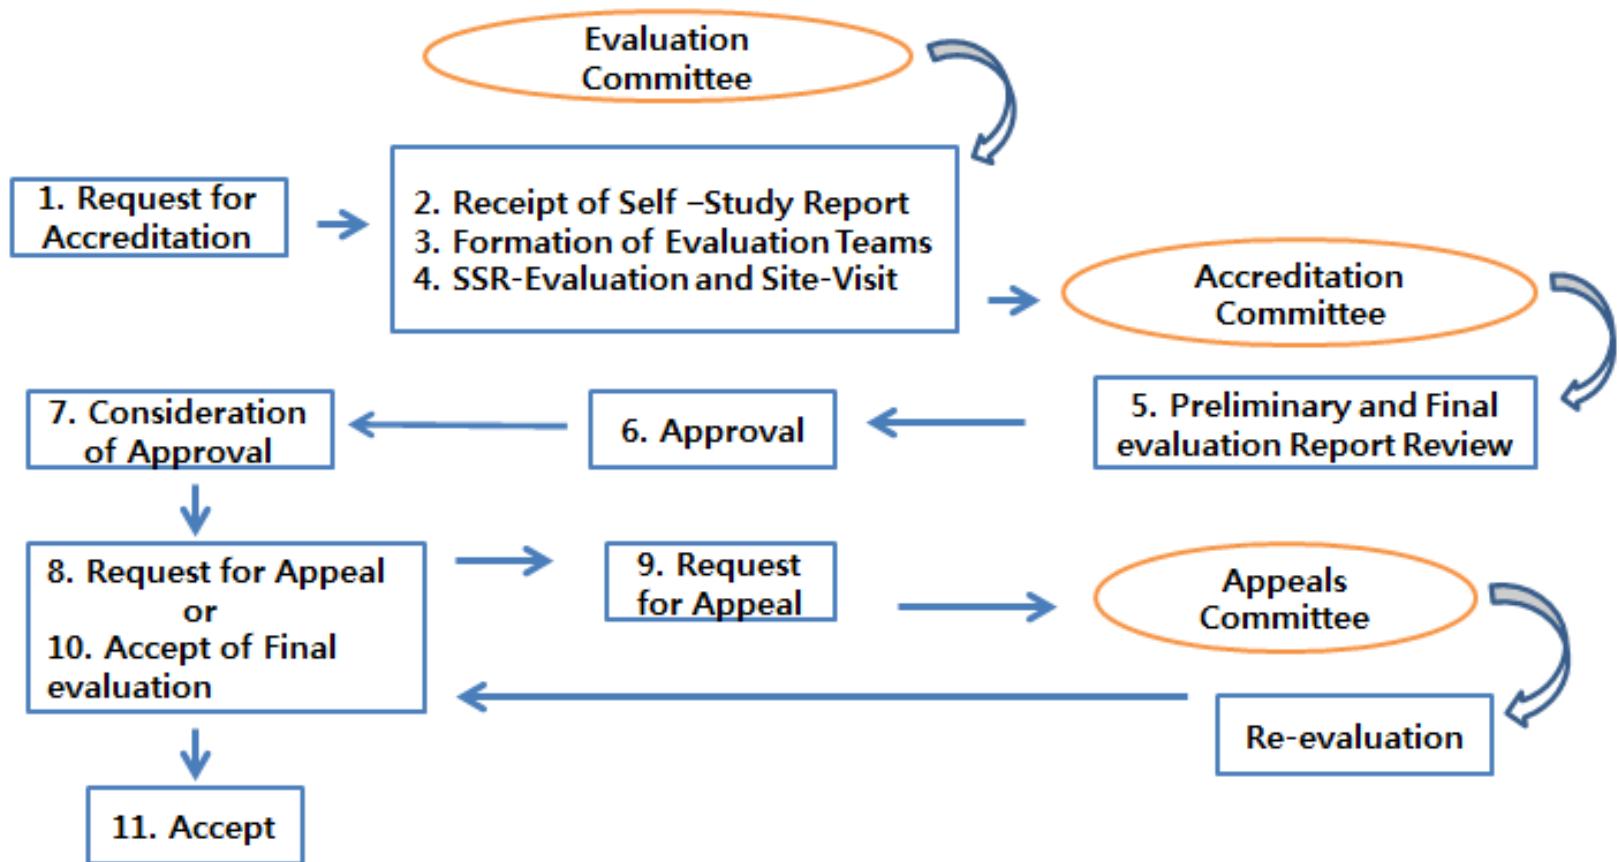 Evaluation
Committee
1. Request for
Accreditation
2. Receipt of Self –Study Report
3. Formation of Evaluation Teams
4. SSR-Evaluation and Site-Visit
Accreditation
Committee
5. Preliminary and Final
evaluation Report Review
6. Approval
7. Consideration
of Approval
8. Request for Appeal
or
10. Accept of Final
evaluation
9. Request
for Appeal
Appeals
Committee
Re-evaluation
11. Accept